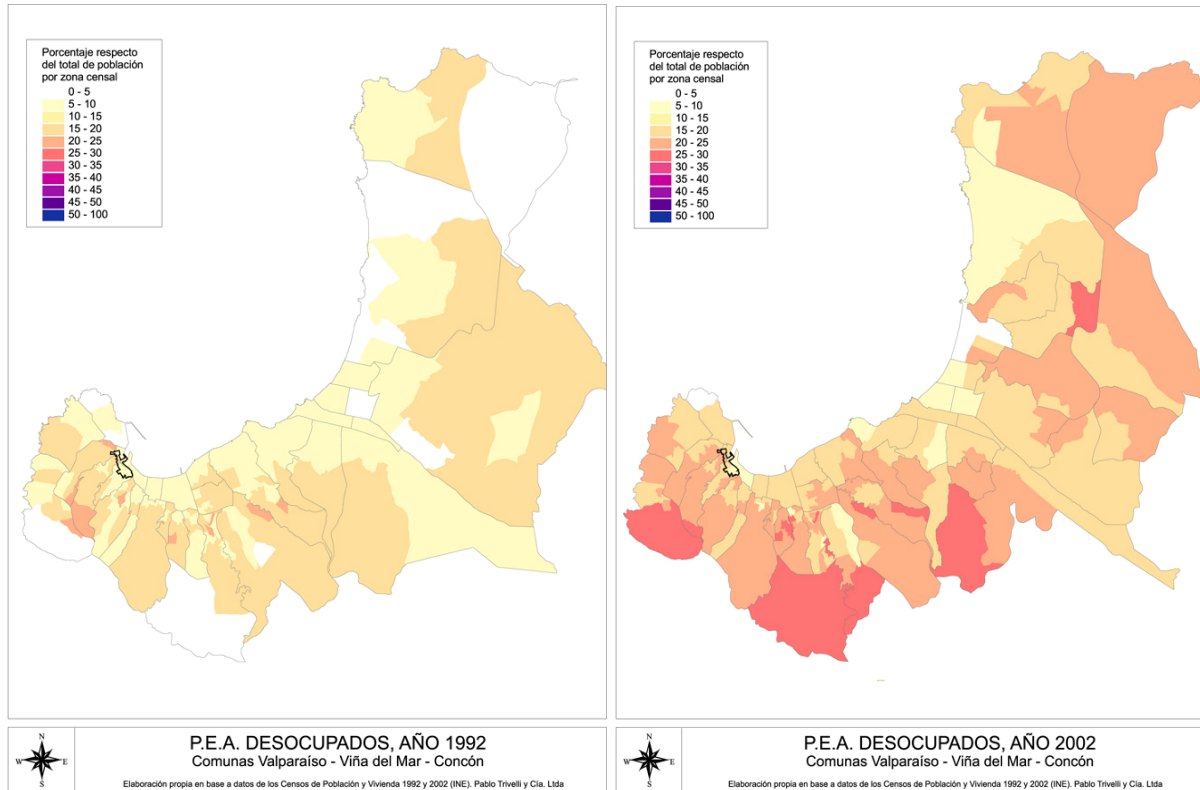 Porcentaje respecto
del total de población
por zona censal
0 - 5
5 - 10
10 - 15
15 - 20
20 - 25
25 - 30
30 - 35
35 - 40
40 - 45
45 - 50
50 - 100
N
W
E
S
P.E.A. DESOCUPADOS, AÑO 1992
Comunas Valparaíso - Viña del Mar - Concón
Elaboración propia en base a datos de los Censos de Población y Vivienda 1992 y 2002 (INE). Pablo Trivelli y Cía. Ltda
Porcentaje respecto
del total de población
por zona censal
0 - 5
5 - 10
10 - 15
15 - 20
20 - 25
25 - 30
30 - 35
35 - 40
40 - 45
45 - 50
50 - 100
N
W
E
S
P.E.A. DESOCUPADOS, AÑO 2002
Comunas Valparaíso - Viña del Mar - Concón
Elaboración propia en base a datos de los Censos de Población y Vivienda 1992 y 2002 (INE). Pablo Trivelli y Cía. Ltda